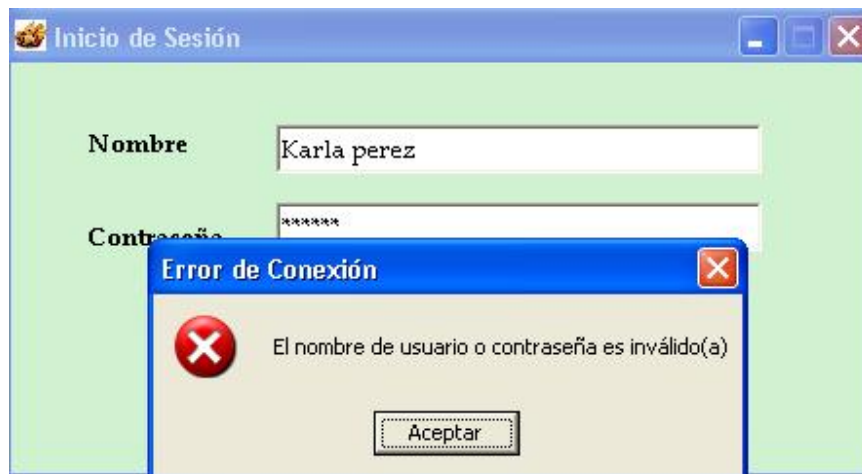 Inicio de Sesión
Nombre
Karla perez
Contraseña
******
Error de Conexión
El nombre de usuario o contraseña es inválido(a)
Aceptar